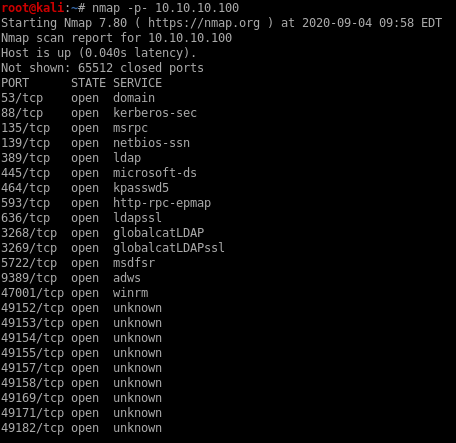 root@kali:~# nmap -p- 10.10.10.100
Starting Nmap 7.80 ( https://nmap.org ) at 2020-09-04 09:58 EDT
Nmap scan report for 10.10.10.100
Host is up (0.040s latency).
Not shown: 65512 closed ports
PORT      STATE SERVICE
53/tcp    open  domain
88/tcp    open  kerberos-sec
135/tcp   open  msrpc
139/tcp   open  netbios-ssn
389/tcp   open  ldap
445/tcp   open  microsoft-ds
464/tcp   open  kpasswd5
593/tcp   open  http-rpc-epmap
636/tcp   open  ldapssl
3268/tcp  open  globalcatLDAP
3269/tcp  open  globalcatLDAPssl
5722/tcp  open  msdfsr
9389/tcp  open  adws
47001/tcp open  winrm
49152/tcp open  unknown
49153/tcp open  unknown
49154/tcp open  unknown
49155/tcp open  unknown
49157/tcp open  unknown
49158/tcp open  unknown
49169/tcp open  unknown
49171/tcp open  unknown
49182/tcp open  unknown